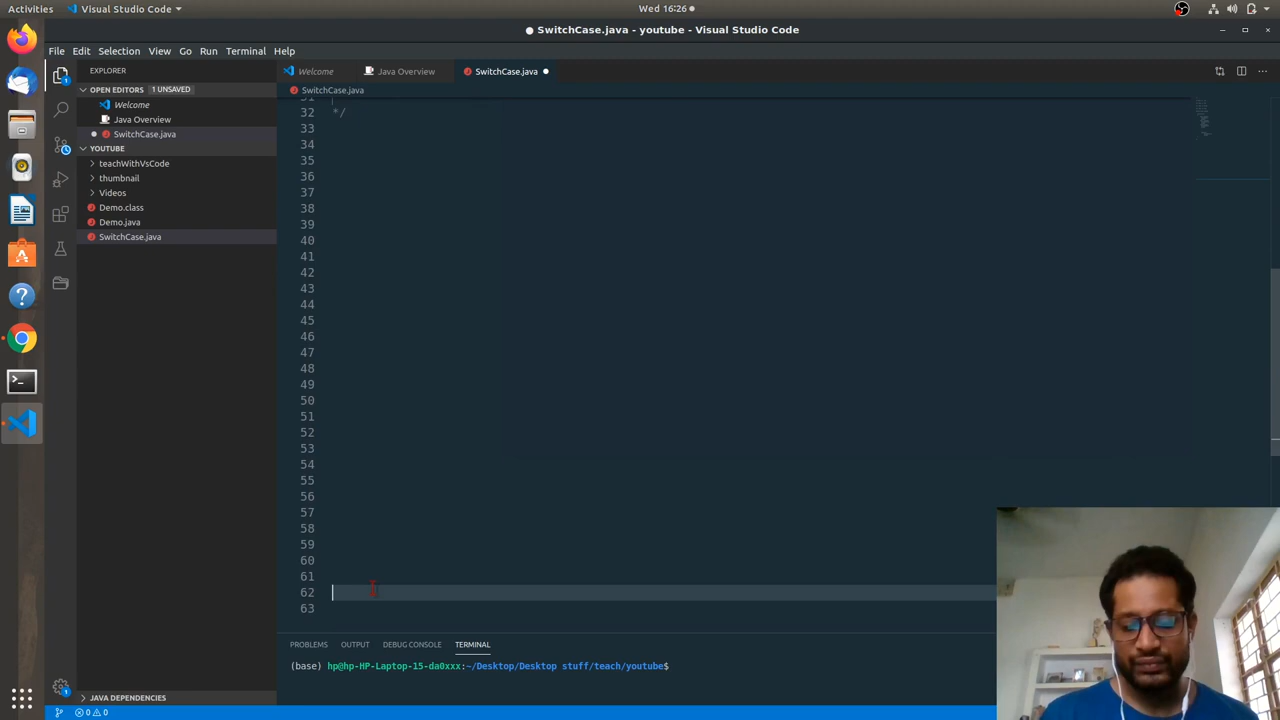 Activities
Visual Studio Code
Wed 16:26
SwitchCase.java - youtube - Visual Studio Code
File Edit Selection View Go Run Terminal Help
EXPLORER
OPEN EDITORS 1 UNSAVED
Welcome
Java Overview
SwitchCase.java
YOUTUBE
teachWithVsCode
thumbnail
Videos
Demo.class
Demo.java
SwitchCase.java
JAVA DEPENDENCIES
Welcome
Java Overview
SwitchCase.java
SwitchCase.java
31
32 */
33
34
35
36
37
38
39
40
41
42
43
44
45
46
47
48
49
50
51
52
53
54
55
56
57
58
59
60
61
62
63
PROBLEMS OUTPUT DEBUG CONSOLE TERMINAL
(base) hp@hp-HP-Laptop-15-da0xxx:~/Desktop/Desktop stuff/teach/youtube$
0 0